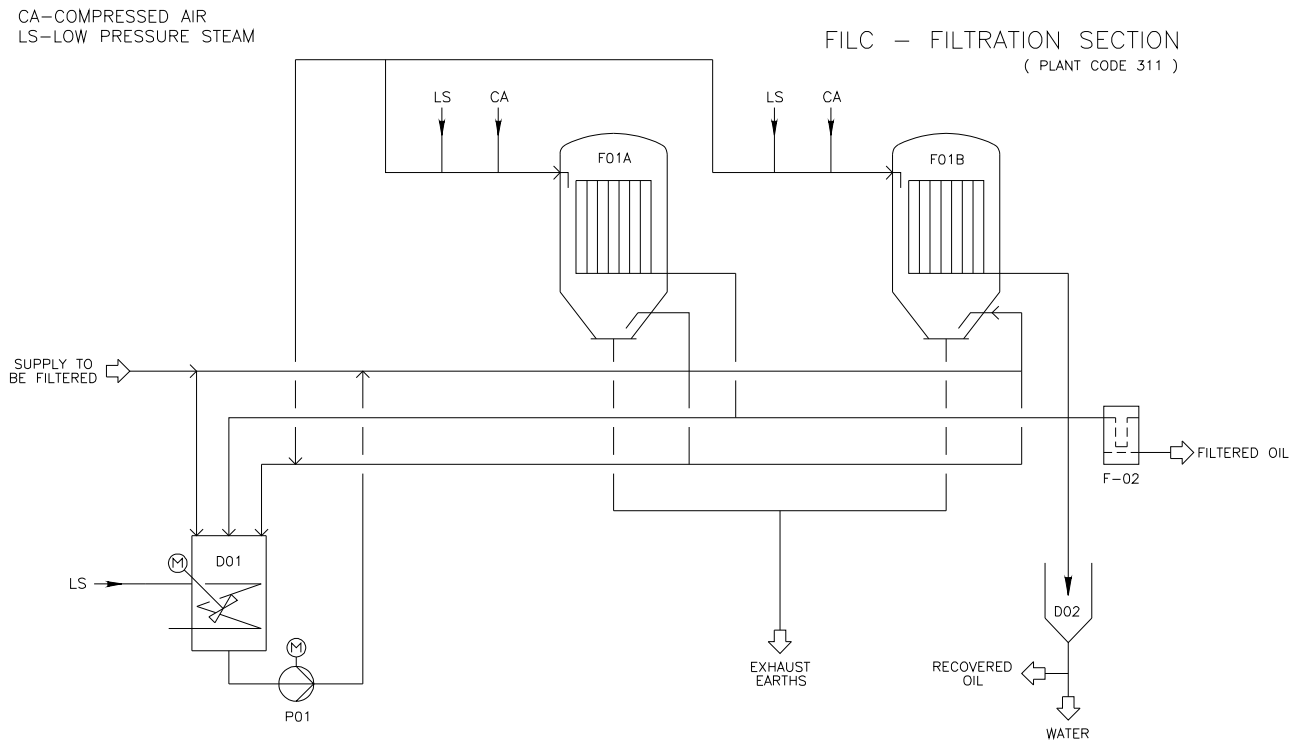 CA-COMPRESSED AIR
LS-LOW PRESSURE STEAM
FILC - FILTRATION SECTION
( PLANT CODE 311 )
LS
CA
LS
CA
F01A
F01B
SUPPLY TO
BE FILTERED
FILTERED OIL
F-02
D01
M
LS
D02
M
EXHAUST
EARTHS
RECOVERED
OIL
P01
WATER